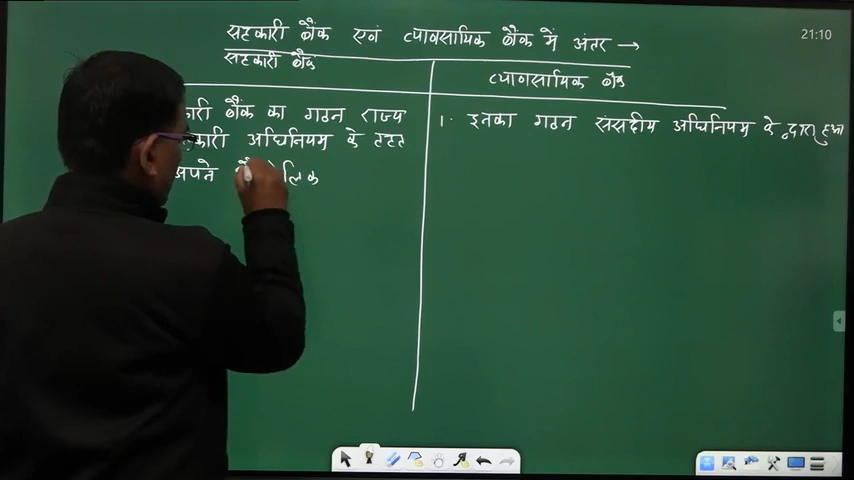 सहकारी बैंक एवं व्यावसायिक बैंक में अंतर →
21:10
सहकारी बैंक
व्यावसायिक बैंक
कारी बैंक का गठन राज्य
कारी अधिनियम के तहत
अपने
1. इनका गठन संसदीय अधिनियम के द्वारा हुआ